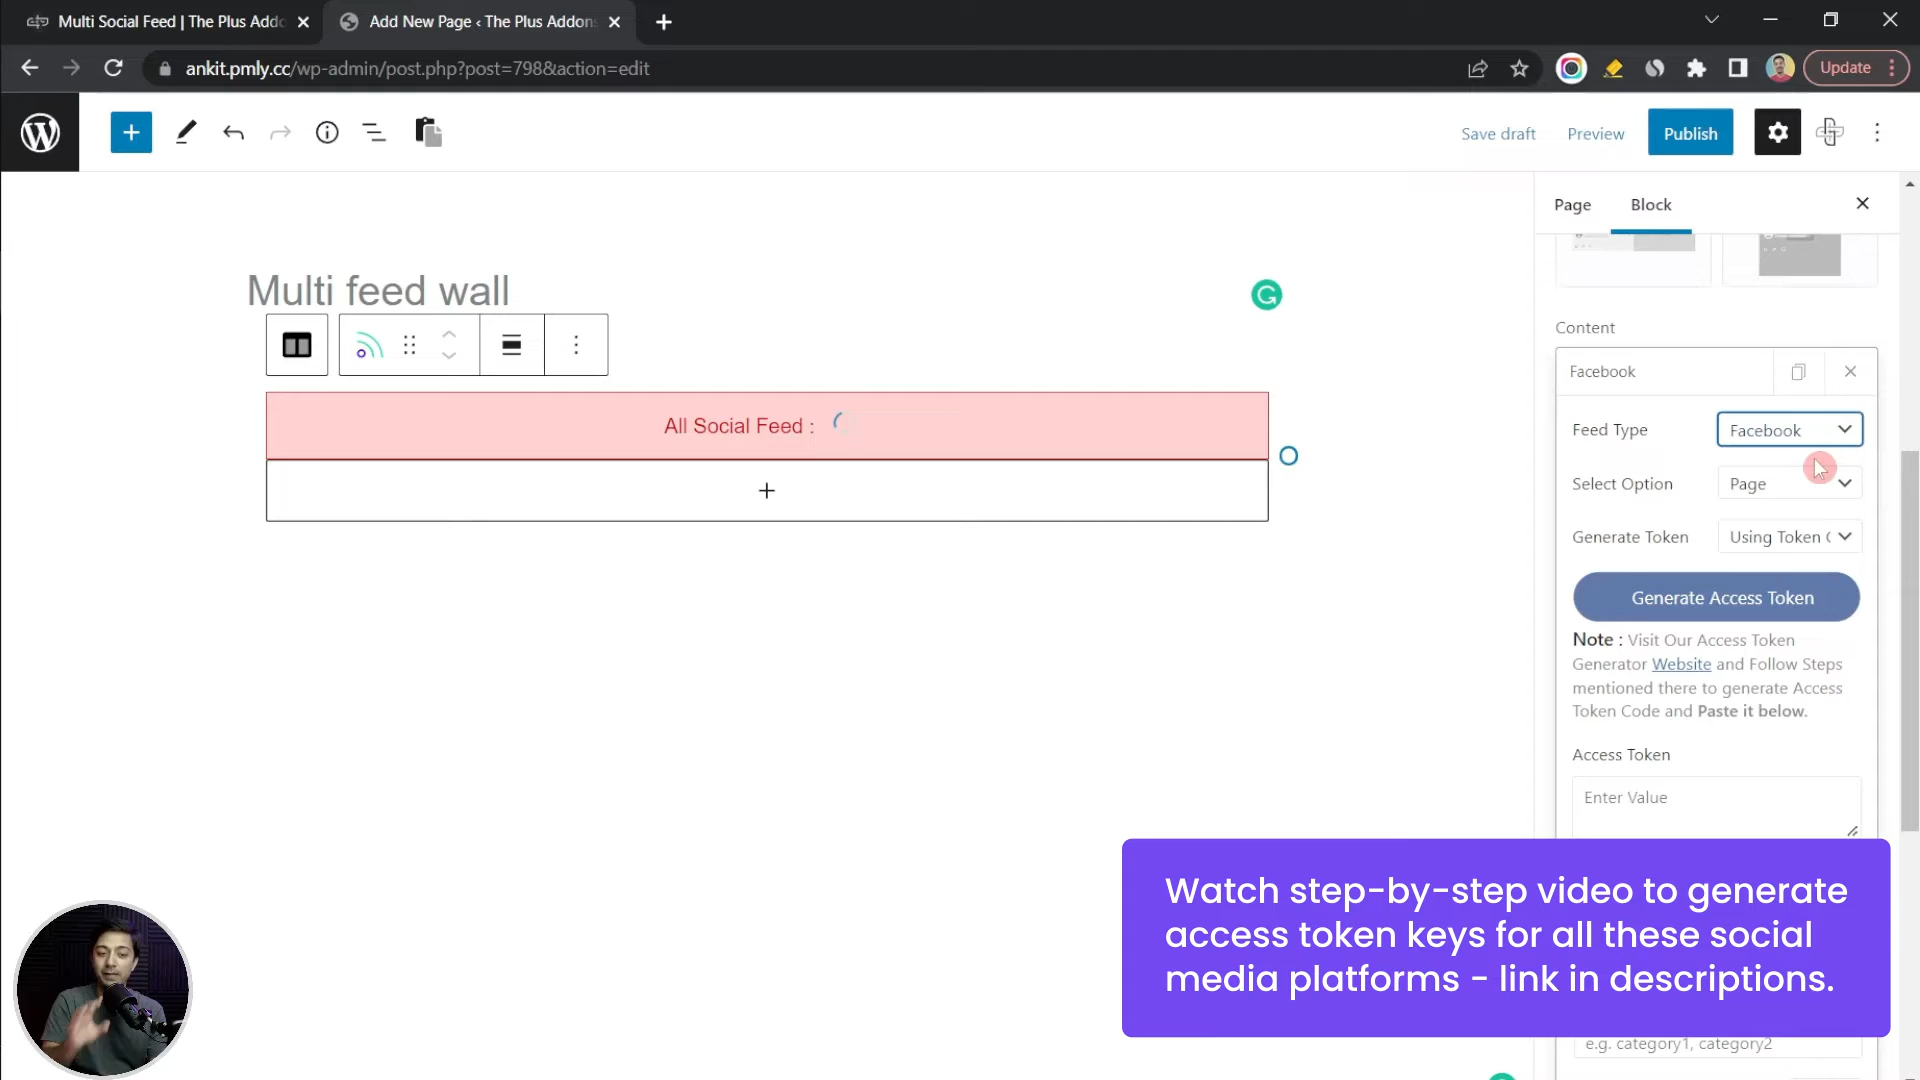 Multi Social Feed | The Plus Addo
Add New Page ‹ The Plus Addons
ankit.pmly.cc/wp-admin/post.php?post=798&action=edit
Update
Save draft
Preview
Publish
Page
Block
Multi feed wall
Content
Facebook
All Social Feed :
Feed Type
Facebook
Select Option
Page
Generate Token
Using Token
Generate Access Token
Note : Visit Our Access Token
Generator Website and Follow Steps
mentioned there to generate Access
Token Code and Paste it below.
Access Token
Enter Value
Watch step-by-step video to generate
access token keys for all these social
media platforms - link in descriptions.
e.g. category1, category2